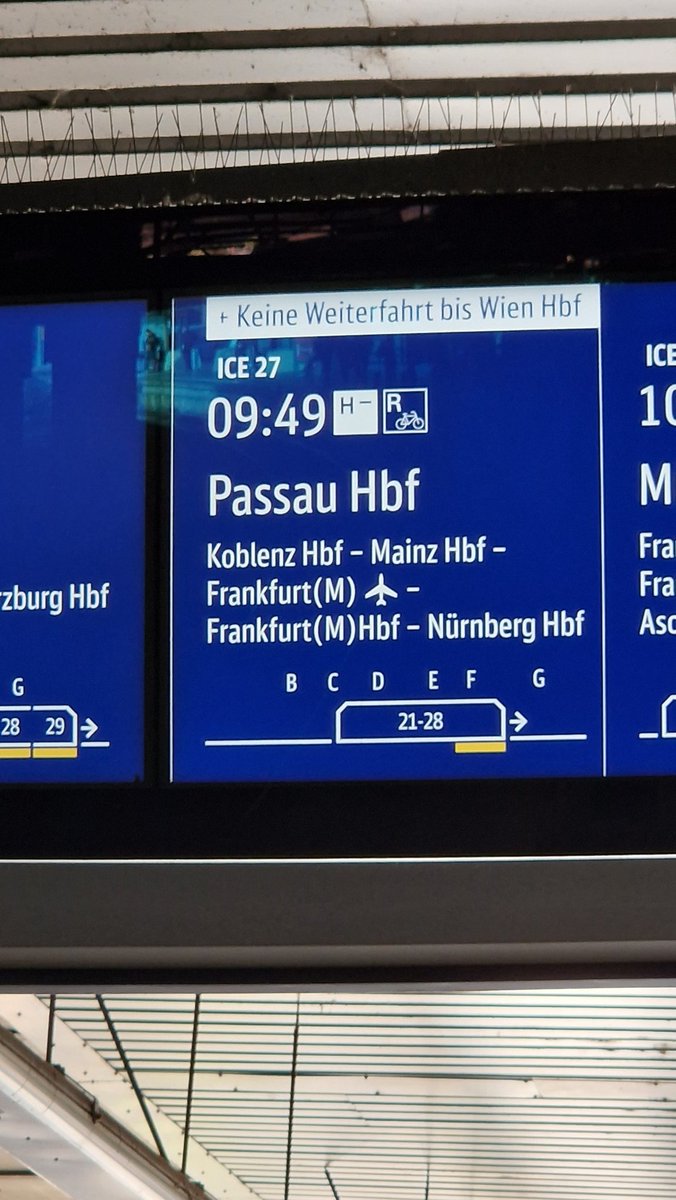 rzburg Hbf
G
28 29
+ Keine Weiterfahrt bis Wien Hbf
ICE 27
09:49 H – R
Passau Hbf
Koblenz Hbf – Mainz Hbf –
Frankfurt(M) –
Frankfurt(M)Hbf – Nürnberg Hbf
B C D E F G
21-28
ICE
10
M
Fra
Fra
Asc